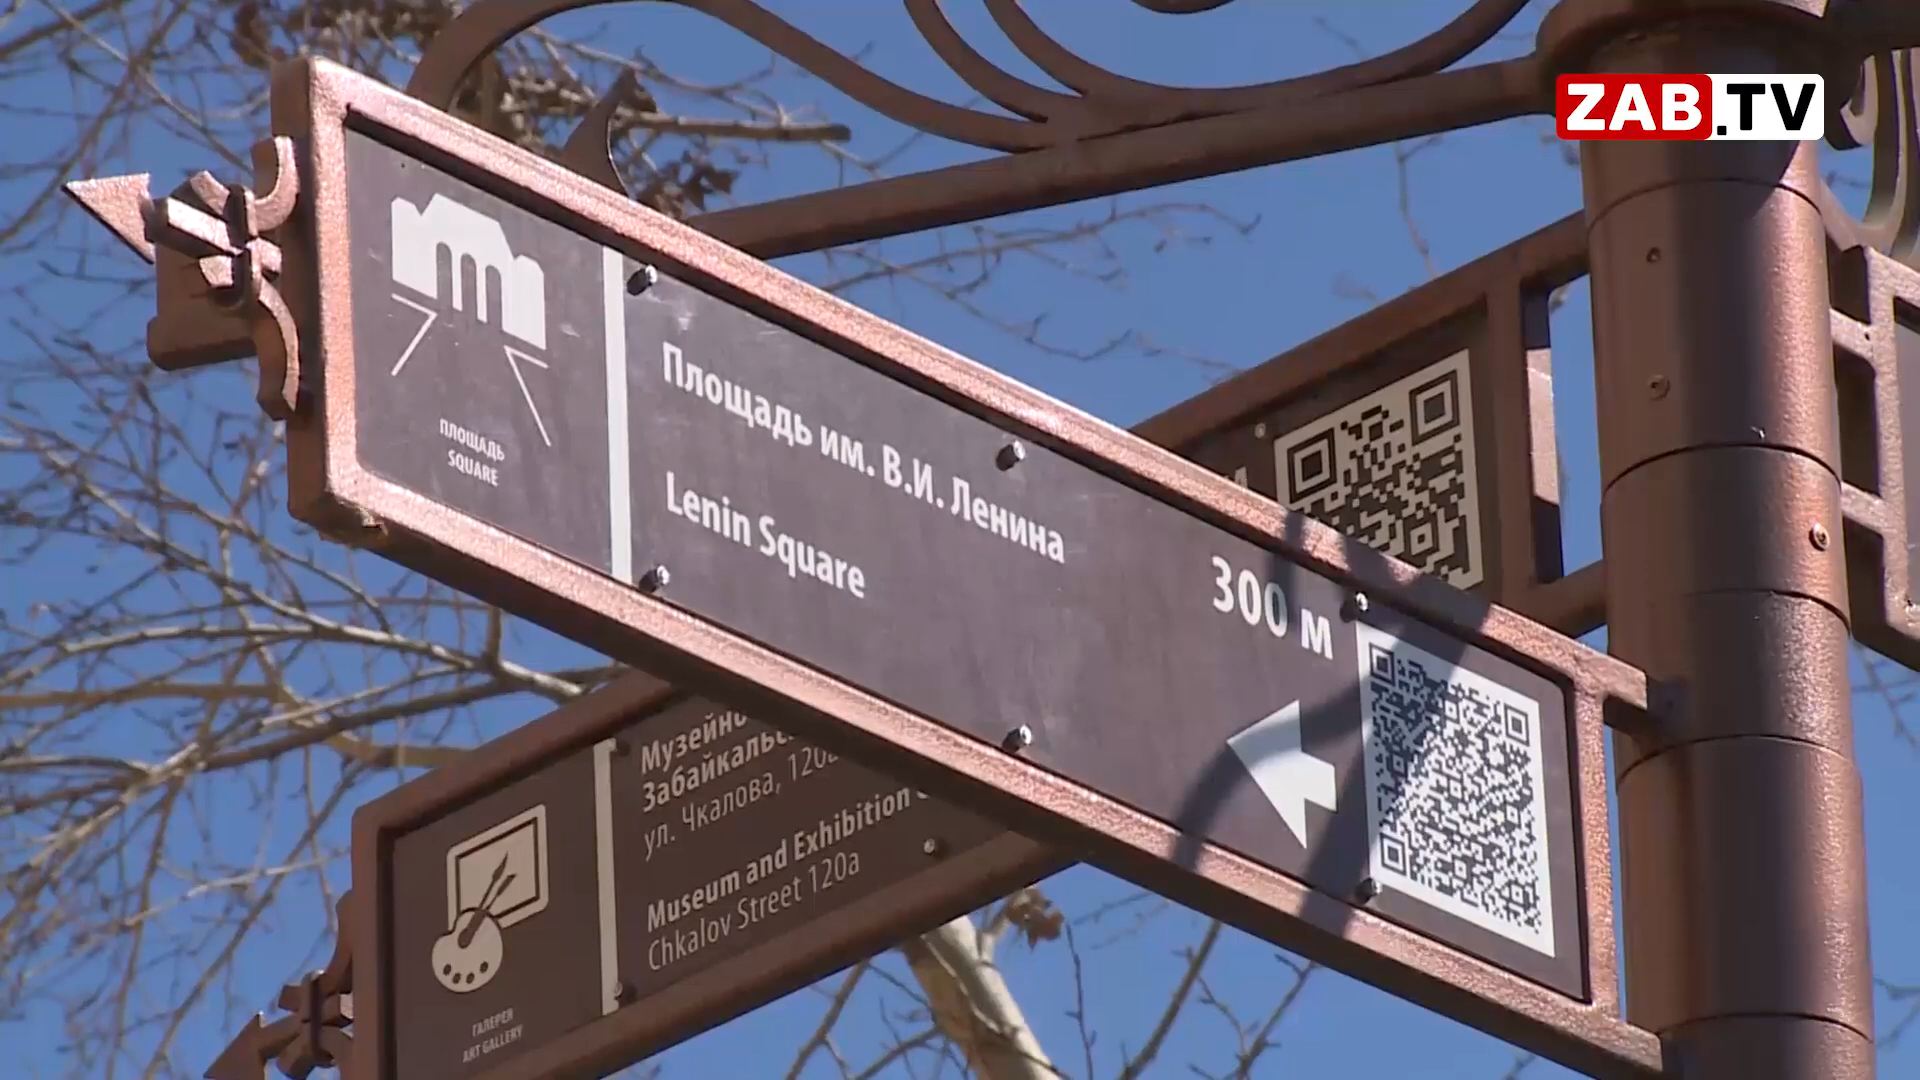 ZAB.TV
ПЛОЩАДЬ
SQUARE
Площадь им. В.И. Ленина
Lenin Square
300 м
Забайкальс
ул. Чкалова, 120а
Museum and Exhibition
Chkalov Street 120a
ГАЛЕРЕЯ
ART GALLERY